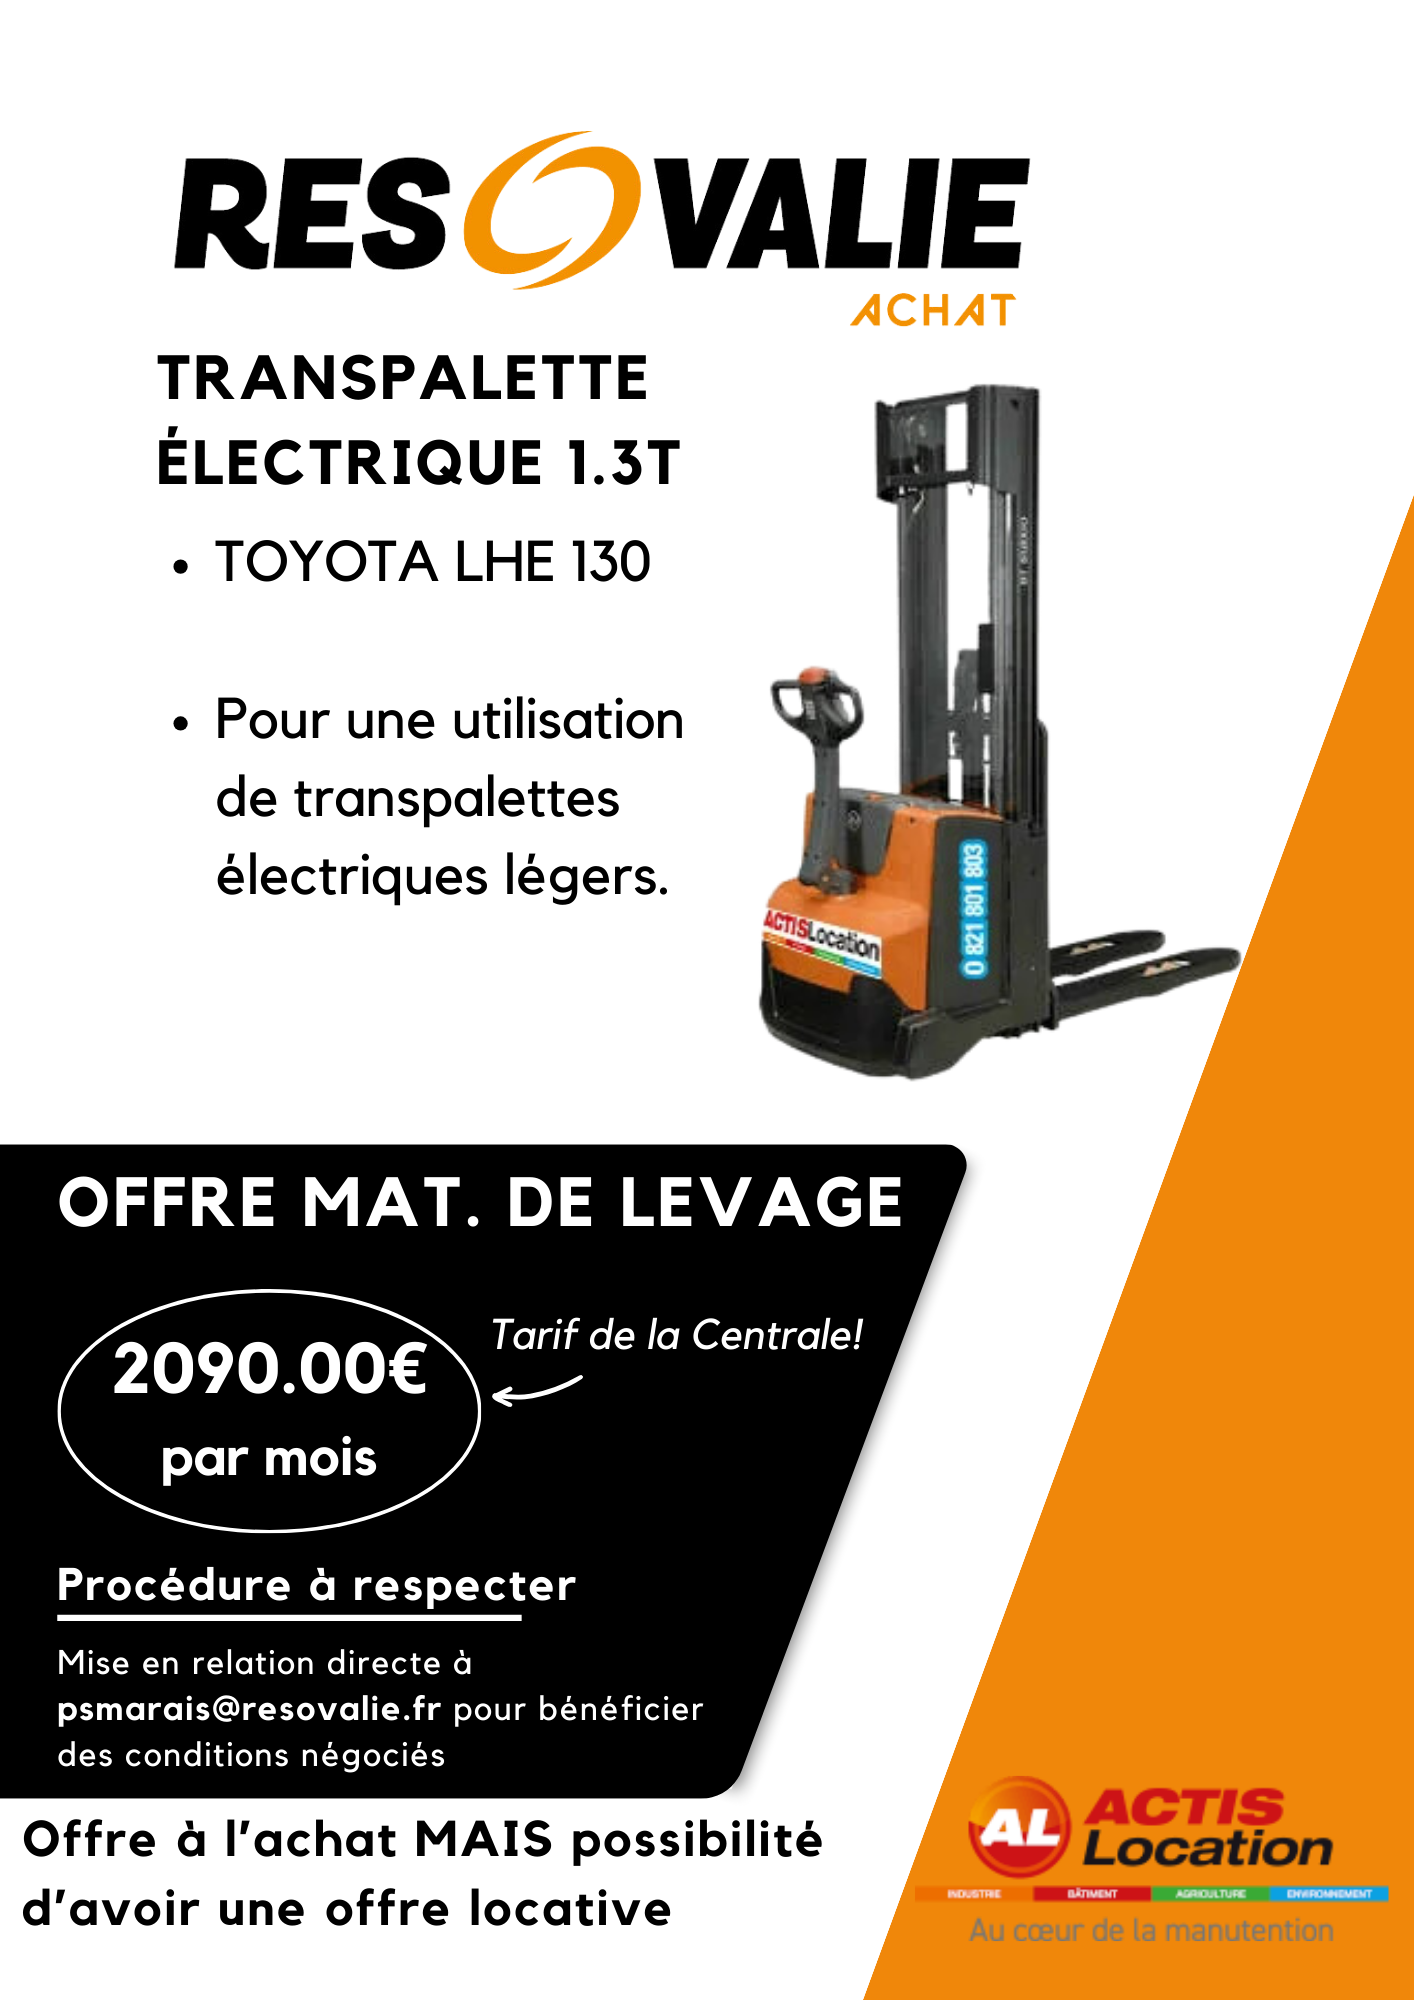 RESOVALIE
ACHAT
TRANSPALETTE
ÉLECTRIQUE 1.3T
• TOYOTA LHE 130
• Pour une utilisation
de transpalettes
électriques légers.
ACTISLocation
0 821 801 803
OFFRE MAT. DE LEVAGE
2090.00€
par mois
Tarif de la Centrale!
Procédure à respecter
Mise en relation directe à
psmarais@resovalie.fr pour bénéficier
des conditions négociés
Offre à l’achat MAIS possibilité
d’avoir une offre locative
AL ACTIS
Location
INDUSTRIE BÂTIMENT AGRICULTURE ENVIRONNEMENT
Au cœur de la manutention